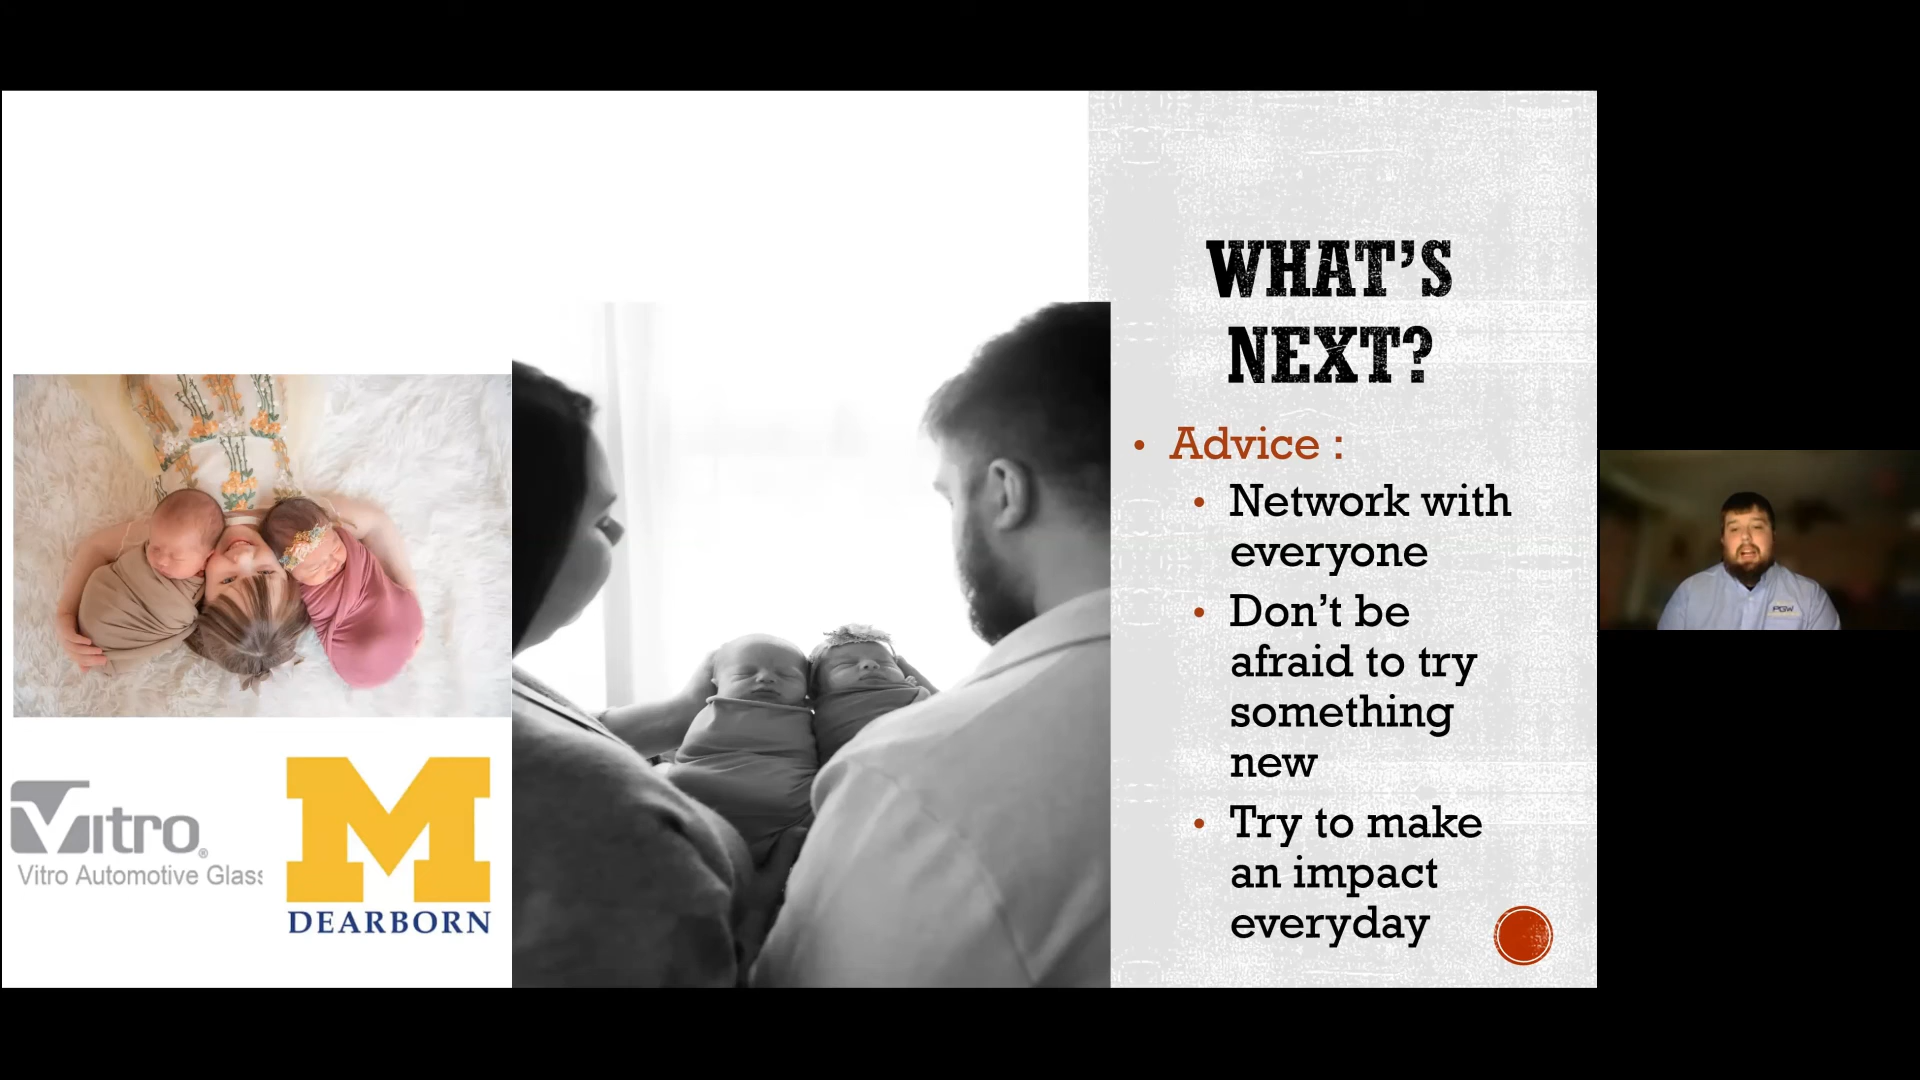 WHAT’S
NEXT?
• Advice :
• Network with
everyone
• Don’t be
afraid to try
something
new
• Try to make
an impact
everyday
Vitro®
Vitro Automotive Glass
M
DEARBORN
PGW